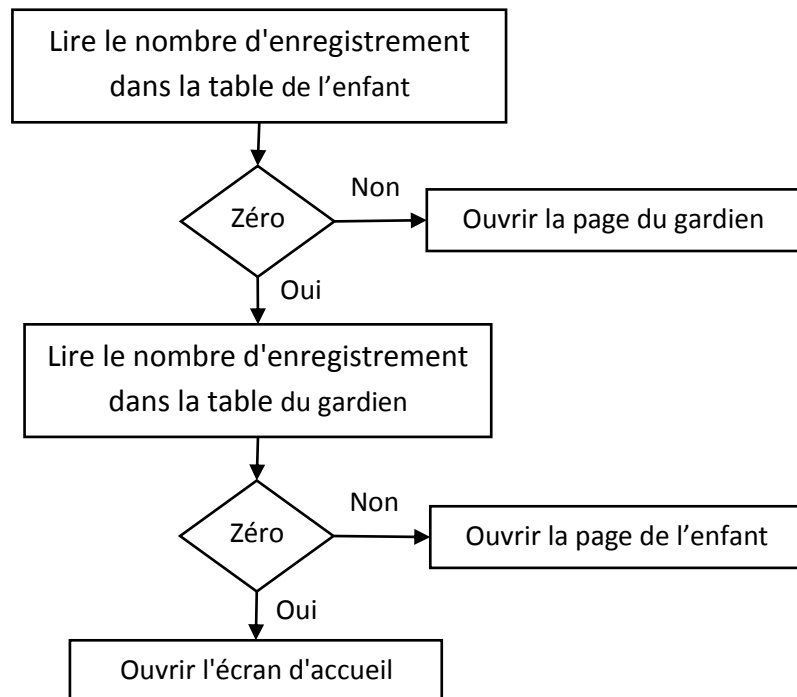 Lire le nombre d'enregistrement
dans la table de l’enfant
Zéro
Non
Ouvrir la page du gardien
Oui
Lire le nombre d'enregistrement
dans la table du gardien
Zéro
Non
Ouvrir la page de l’enfant
Oui
Ouvrir l'écran d'accueil